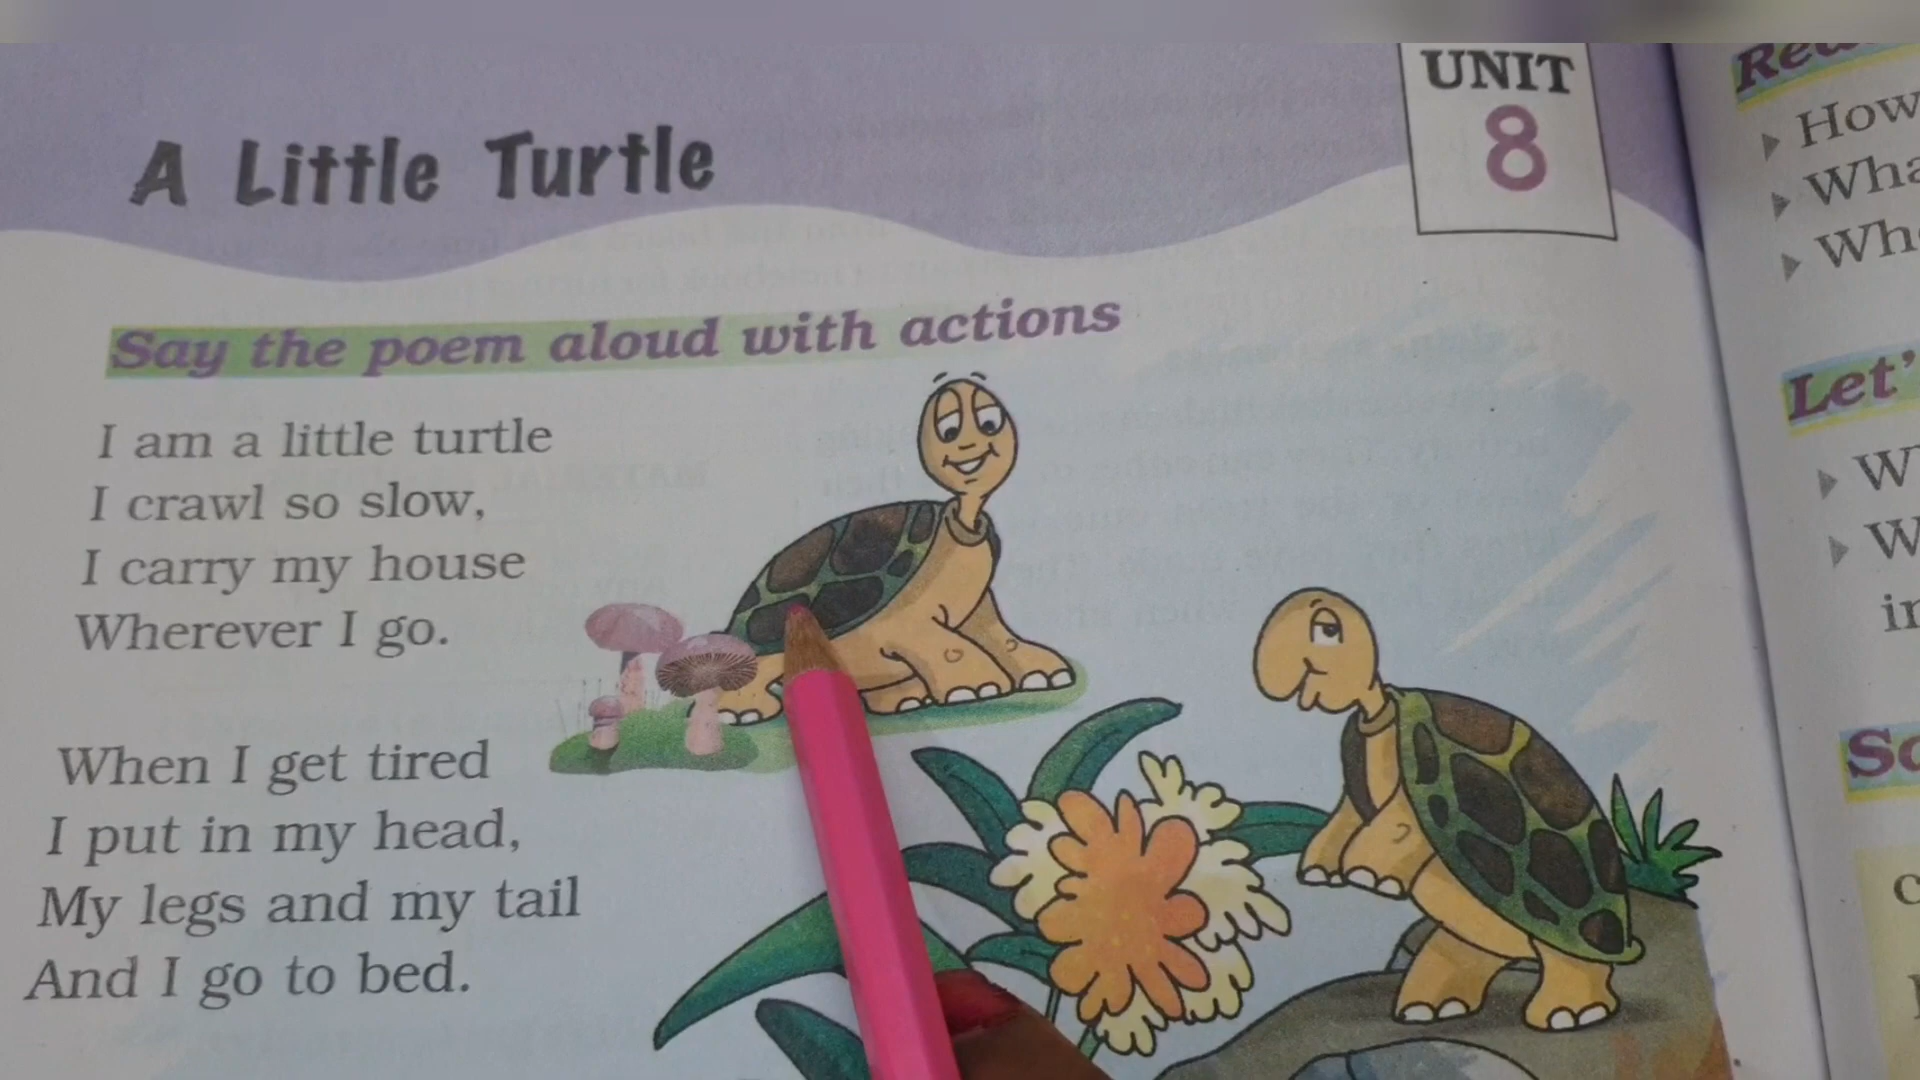 UNIT
8
A Little Turtle
Say the poem aloud with actions
I am a little turtle
I crawl so slow,
I carry my house
Wherever I go.
When I get tired
I put in my head,
My legs and my tail
And I go to bed.
How
Let'